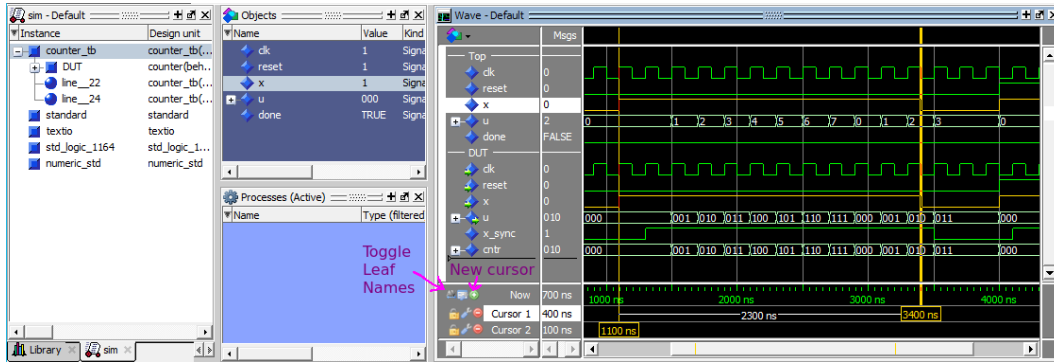 sim - Default
Instance Design unit
counter_tb counter_tb(...
DUT counter(beh...
line__22 counter_tb(...
line__24 counter_tb(...
standard standard
textio textio
std_logic_1164 std_logic_1...
numeric_std numeric_std
Library sim
Objects
Name Value Kind
clk 1 Signa
reset 1 Signa
x 1 Signa
u 000 Signa
done TRUE Signa
Processes (Active)
Name Type (filtered
Toggle
Leaf
Names
New cursor
Wave - Default
Msgs
Top
clk 0
reset 0
x 0
u 2 0 1 2 3 4 5 6 7 0 1 2 3 0
done FALSE
DUT
clk 0
reset 0
x 0
u 010 000 001 010 011 100 101 110 111 000 001 010 011 000
x_sync 1
cntr 010 000 001 010 011 100 101 110 111 000 001 010 011 000
Now 700 ns 1000 ns 2000 ns 3000 ns 4000 ns
Cursor 1 400 ns 2300 ns 3400 ns
Cursor 2 100 ns 1100 ns